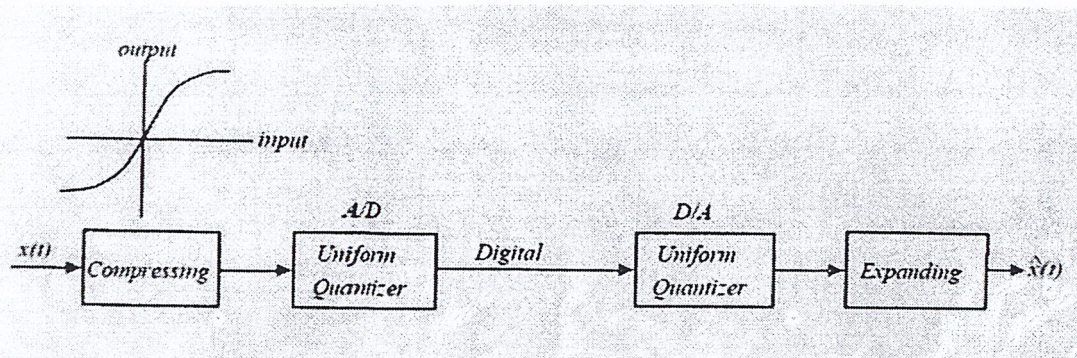 output
input
A/D
D/A
x(t)
Compressing
Uniform
Quantizer
Digital
Uniform
Quantizer
Expanding
x̂(t)